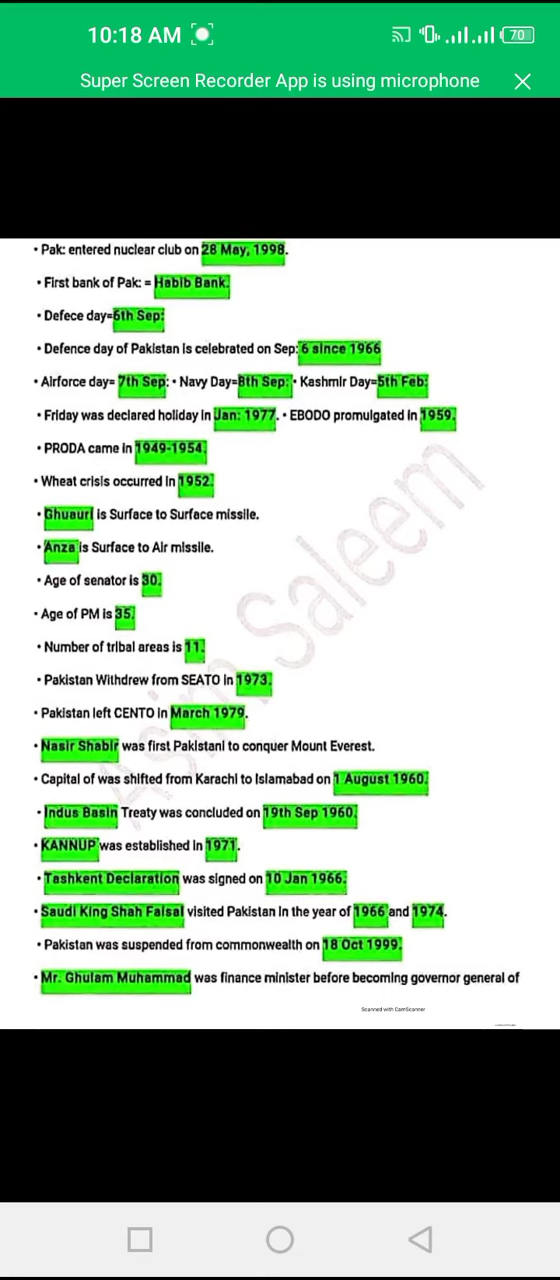 10:18 AM
70
Super Screen Recorder App is using microphone
• Pak: entered nuclear club on 28 May, 1998.
• First bank of Pak: = Habib Bank.
• Defece day=6th Sep:
• Defence day of Pakistan is celebrated on Sep: 6 since 1966
• Airforce day= 7th Sep: • Navy Day=8th Sep: • Kashmir Day=5th Feb:
• Friday was declared holiday in Jan: 1977. • EBODO promulgated in 1959.
• PRODA came in 1949-1954.
• Wheat crisis occurred in 1952.
• Ghuauri is Surface to Surface missile.
• Anza is Surface to Air missile.
• Age of senator is 30.
• Age of PM is 35.
• Number of tribal areas is 11.
• Pakistan Withdrew from SEATO in 1973.
• Pakistan left CENTO in March 1979.
• Nasir Shabir was first Pakistani to conquer Mount Everest.
• Capital of was shifted from Karachi to Islamabad on 1 August 1960.
• Indus Basin Treaty was concluded on 19th Sep 1960.
• KANNUP was established in 1971.
• Tashkent Declaration was signed on 10 Jan 1966.
• Saudi King Shah Faisal visited Pakistan in the year of 1966 and 1974.
• Pakistan was suspended from commonwealth on 18 Oct 1999.
• Mr. Ghulam Muhammad was finance minister before becoming governor general of
Asim Saleem
Scanned with CamScanner